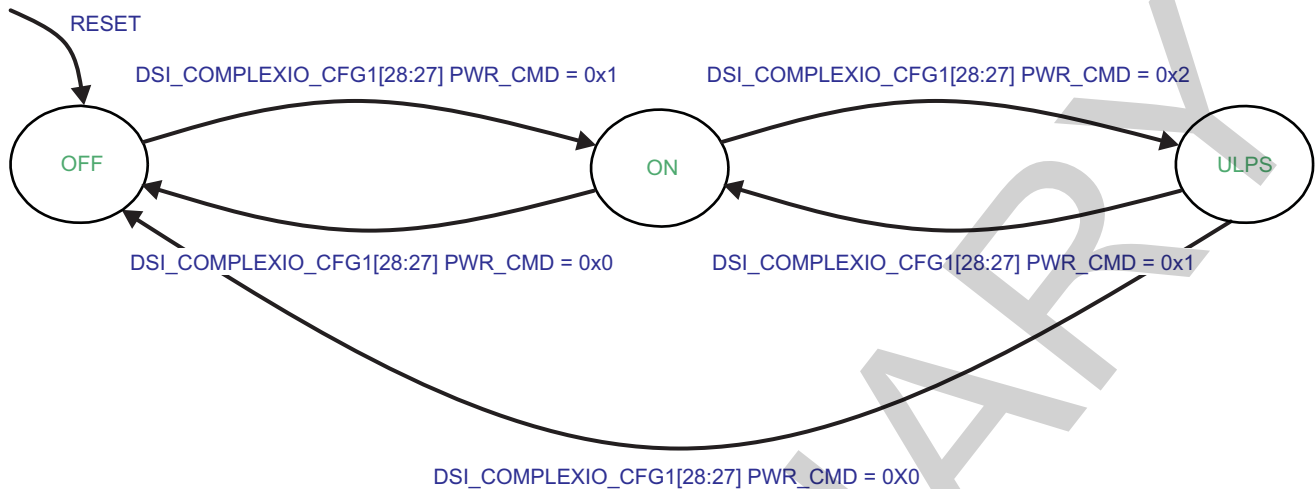 RESET
DSI_COMPLEXIO_CFG1[28:27] PWR_CMD = 0x1
DSI_COMPLEXIO_CFG1[28:27] PWR_CMD = 0x2
OFF
ON
ULPS
DSI_COMPLEXIO_CFG1[28:27] PWR_CMD = 0x0
DSI_COMPLEXIO_CFG1[28:27] PWR_CMD = 0x1
DSI_COMPLEXIO_CFG1[28:27] PWR_CMD = 0X0